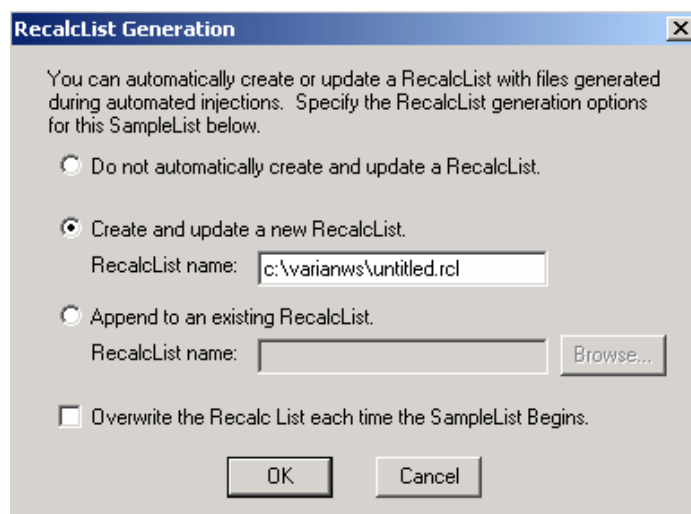 RecalcList Generation
You can automatically create or update a RecalcList with files generated
during automated injections.  Specify the RecalcList generation options
for this SampleList below.
Do not automatically create and update a RecalcList.
Create and update a new RecalcList.
RecalcList name: c:\varianws\untitled.rcl
Append to an existing RecalcList.
RecalcList name: Browse...
Overwrite the Recalc List each time the SampleList Begins.
OK Cancel